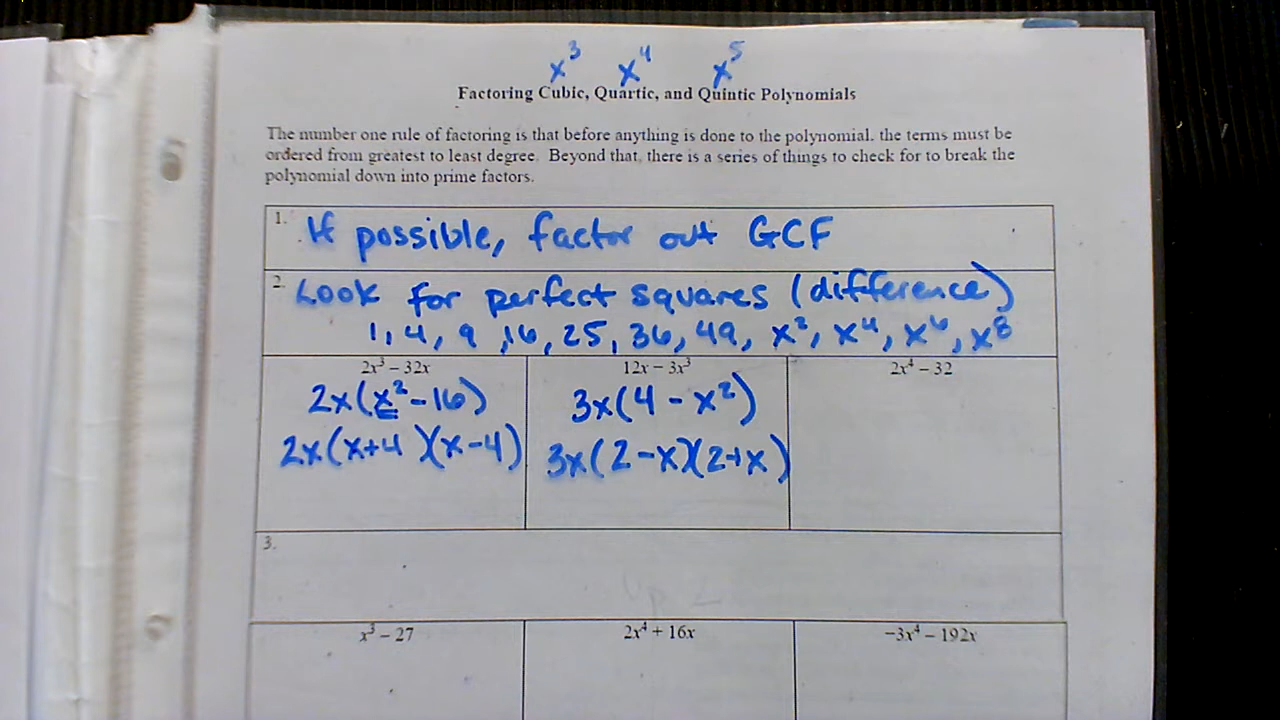 x³ x⁴ x⁵
Factoring Cubic, Quartic, and Quintic Polynomials
The number one rule of factoring is that before anything is done to the polynomial, the terms must be
ordered from greatest to least degree. Beyond that, there is a series of things to check for to break the
polynomial down into prime factors.
1. If possible, factor out GCF
2. Look for perfect squares (difference)
1, 4, 9, 16, 25, 36, 49, x², x⁴, x⁶, x⁸
2x³ – 32x 12x – 3x³ 2x⁴ – 32
2x(x²-16) 3x(4 - x²)
2x(x+4)(x-4) 3x(2-x)(2+x)
3.
x³ – 27 2x⁴ + 16x −3x⁴ – 192x